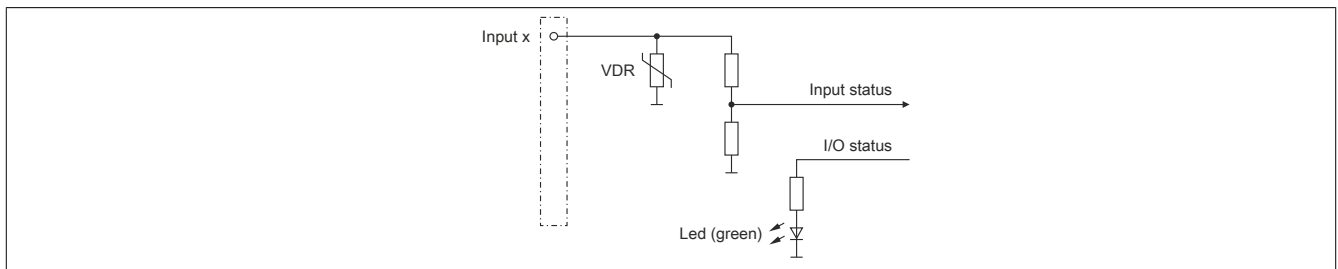 Input x
VDR
Input status
I/O status
Led (green)